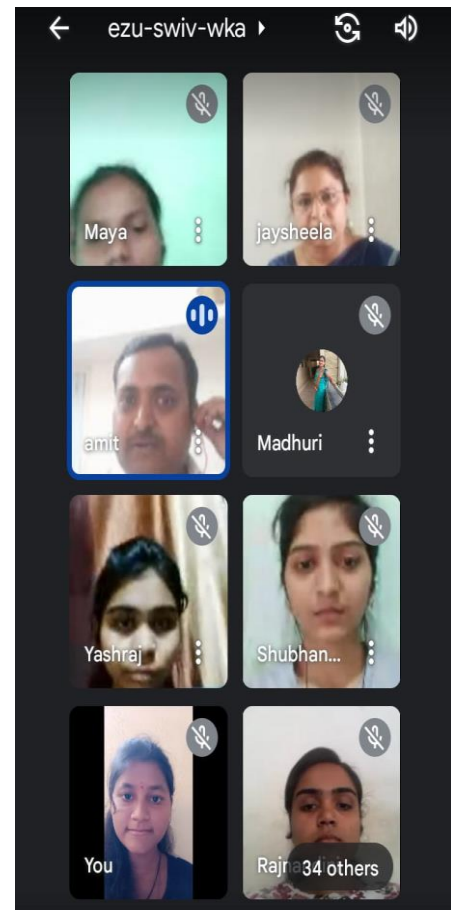 ezu-swiv-wka
Maya
jaysheela
amit
Madhuri
Yashraj
Shubhan...
You
34 others